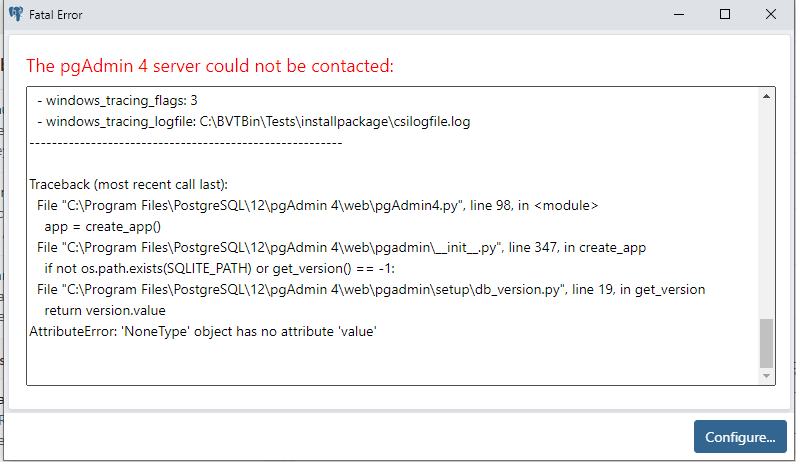 Fatal Error
The pgAdmin 4 server could not be contacted:
- windows_tracing_flags: 3
- windows_tracing_logfile: C:\BVTBin\Tests\installpackage\csilogfile.log
--------------------------------------------------------
Traceback (most recent call last):
File "C:\Program Files\PostgreSQL\12\pgAdmin 4\web\pgAdmin4.py", line 98, in <module>
app = create_app()
File "C:\Program Files\PostgreSQL\12\pgAdmin 4\web\pgadmin\__init__.py", line 347, in create_app
if not os.path.exists(SQLITE_PATH) or get_version() == -1:
File "C:\Program Files\PostgreSQL\12\pgAdmin 4\web\pgadmin\setup\db_version.py", line 19, in get_version
return version.value
AttributeError: 'NoneType' object has no attribute 'value'
Configure...